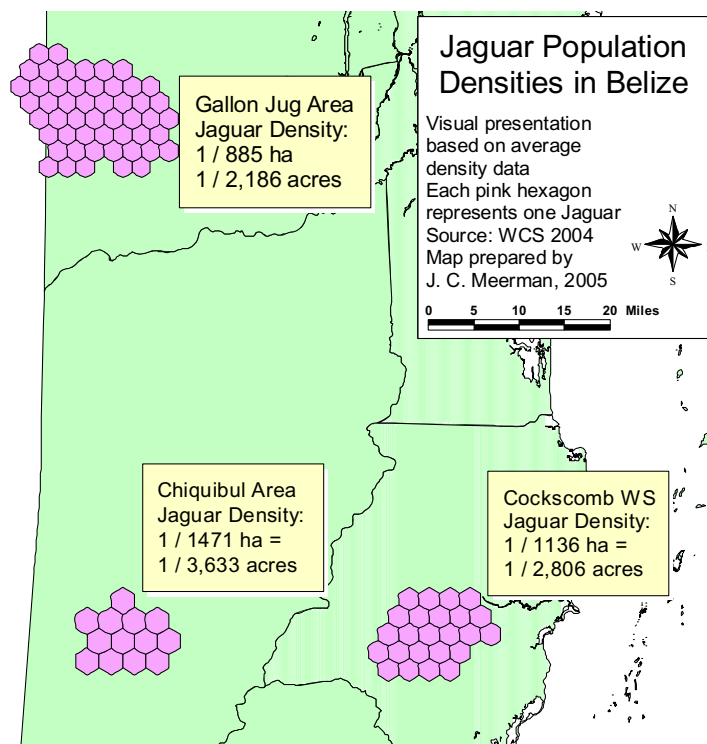 Jaguar Population
Densities in Belize
Visual presentation
based on average
density data
Each pink hexagon
represents one Jaguar
Source: WCS 2004
Map prepared by
J. C. Meerman, 2005
N
W
S
0 5 10 15 20 Miles
Gallon Jug Area
Jaguar Density:
1 / 885 ha
1 / 2,186 acres
Chiquibul Area
Jaguar Density:
1 / 1471 ha =
1 / 3,633 acres
Cockscomb WS
Jaguar Density:
1 / 1136 ha =
1 / 2,806 acres